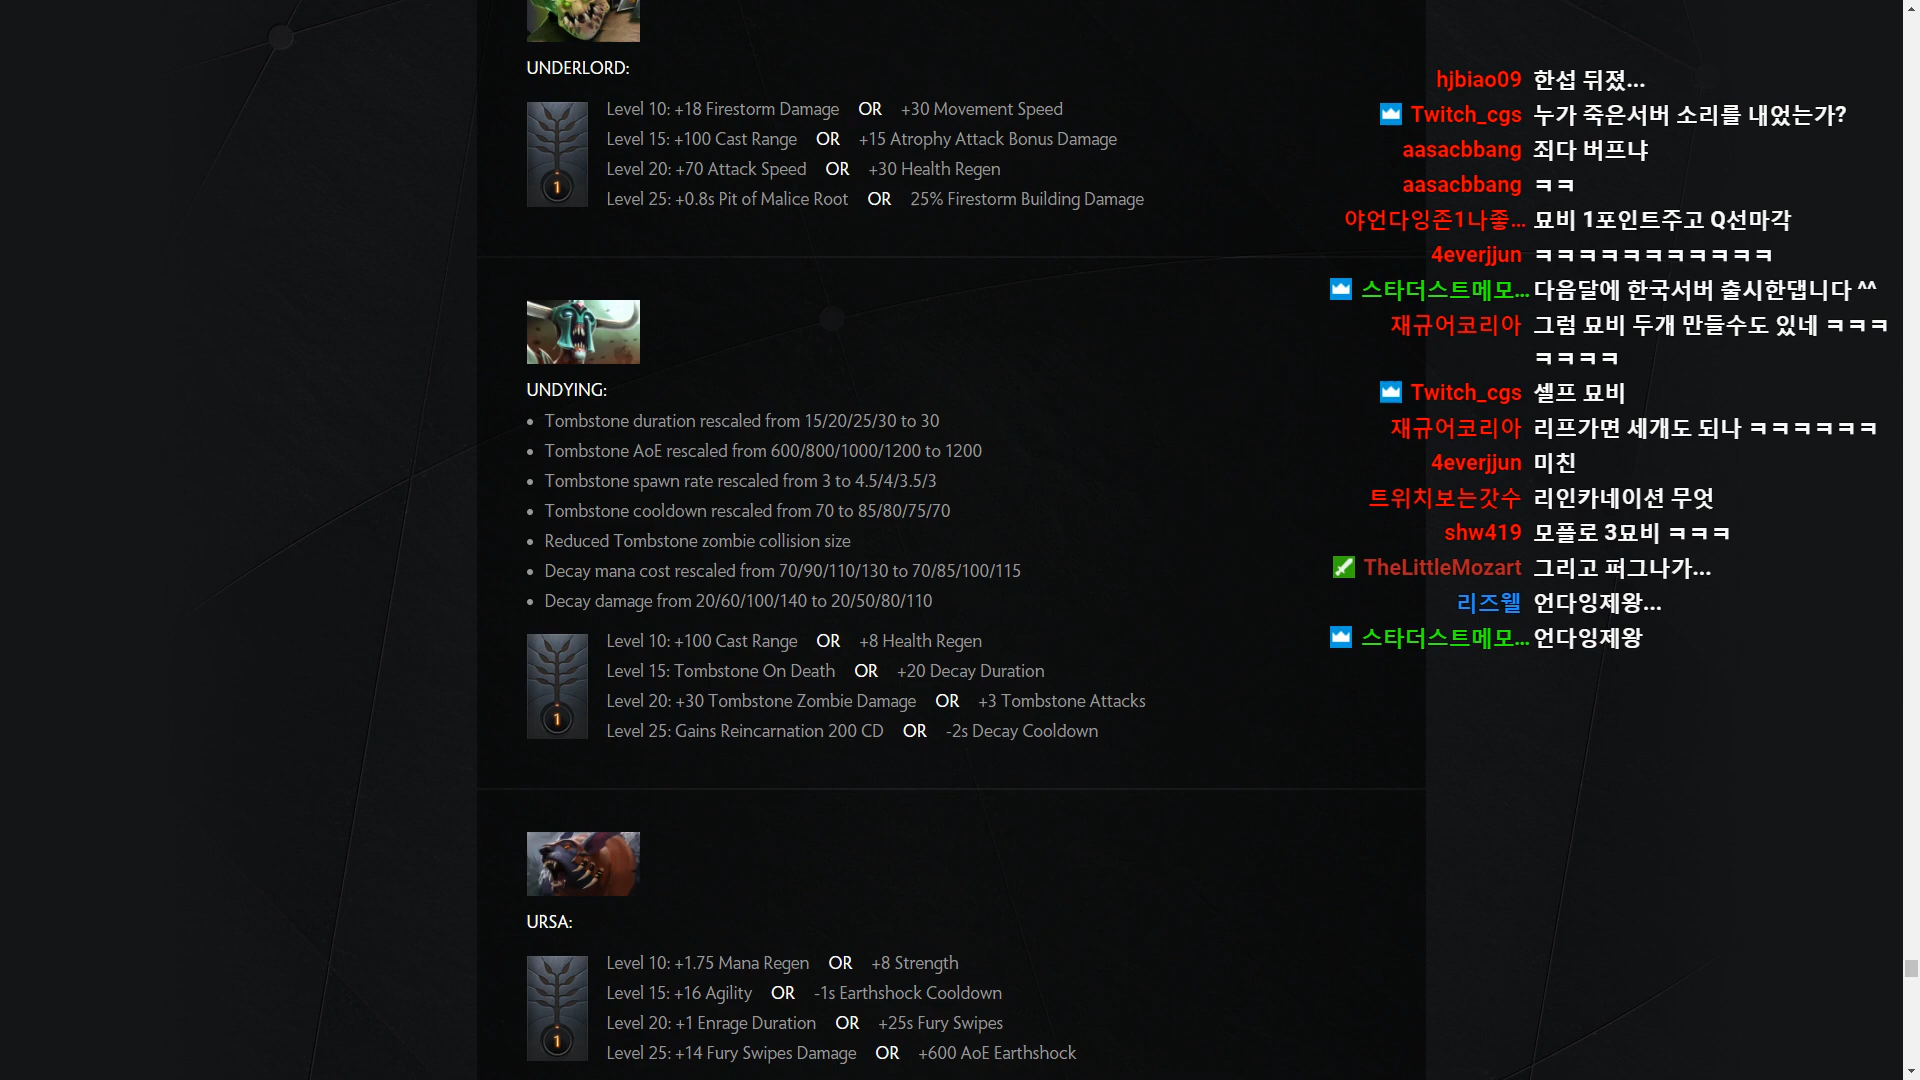 UNDERLORD:
Level 10: +18 Firestorm Damage OR +30 Movement Speed
Level 15: +100 Cast Range OR +15 Atrophy Attack Bonus Damage
Level 20: +70 Attack Speed OR +30 Health Regen
Level 25: +0.8s Pit of Malice Root OR 25% Firestorm Building Damage
1
UNDYING:
Tombstone duration rescaled from 15/20/25/30 to 30
Tombstone AoE rescaled from 600/800/1000/1200 to 1200
Tombstone spawn rate rescaled from 3 to 4.5/4/3.5/3
Tombstone cooldown rescaled from 70 to 85/80/75/70
Reduced Tombstone zombie collision size
Decay mana cost rescaled from 70/90/110/130 to 70/85/100/115
Decay damage from 20/60/100/140 to 20/50/80/110
Level 10: +100 Cast Range OR +8 Health Regen
Level 15: Tombstone On Death OR +20 Decay Duration
Level 20: +30 Tombstone Zombie Damage OR +3 Tombstone Attacks
Level 25: Gains Reincarnation 200 CD OR -2s Decay Cooldown
1
URSA:
Level 10: +1.75 Mana Regen OR +8 Strength
Level 15: +16 Agility OR -1s Earthshock Cooldown
Level 20: +1 Enrage Duration OR +25s Fury Swipes
Level 25: +14 Fury Swipes Damage OR +600 AoE Earthshock
1
hjbiao09 한섭 뒤졌...
Twitch_cgs 누가 죽은서버 소리를 내었는가?
aasacbbang 죄다 버프냐
aasacbbang ㅋㅋ
야언다잉존1나좋... 묘비 1포인트주고 Q선마각
4everjjun ㅋㅋㅋㅋㅋㅋㅋㅋㅋㅋㅋ
스타더스트메모... 다음달에 한국서버 출시한댑니다 ^^
재규어코리아 그럼 묘비 두개 만들수도 있네 ㅋㅋㅋ
ㅋㅋㅋㅋ
Twitch_cgs 셀프 묘비
재규어코리아 리프가면 세개도 되나 ㅋㅋㅋㅋㅋㅋ
4everjjun 미친
트위치보는갓수 리인카네이션 무엇
shw419 모플로 3묘비 ㅋㅋㅋ
TheLittleMozart 그리고 퍼그나가...
리즈웰 언다잉제왕...
스타더스트메모... 언다잉제왕